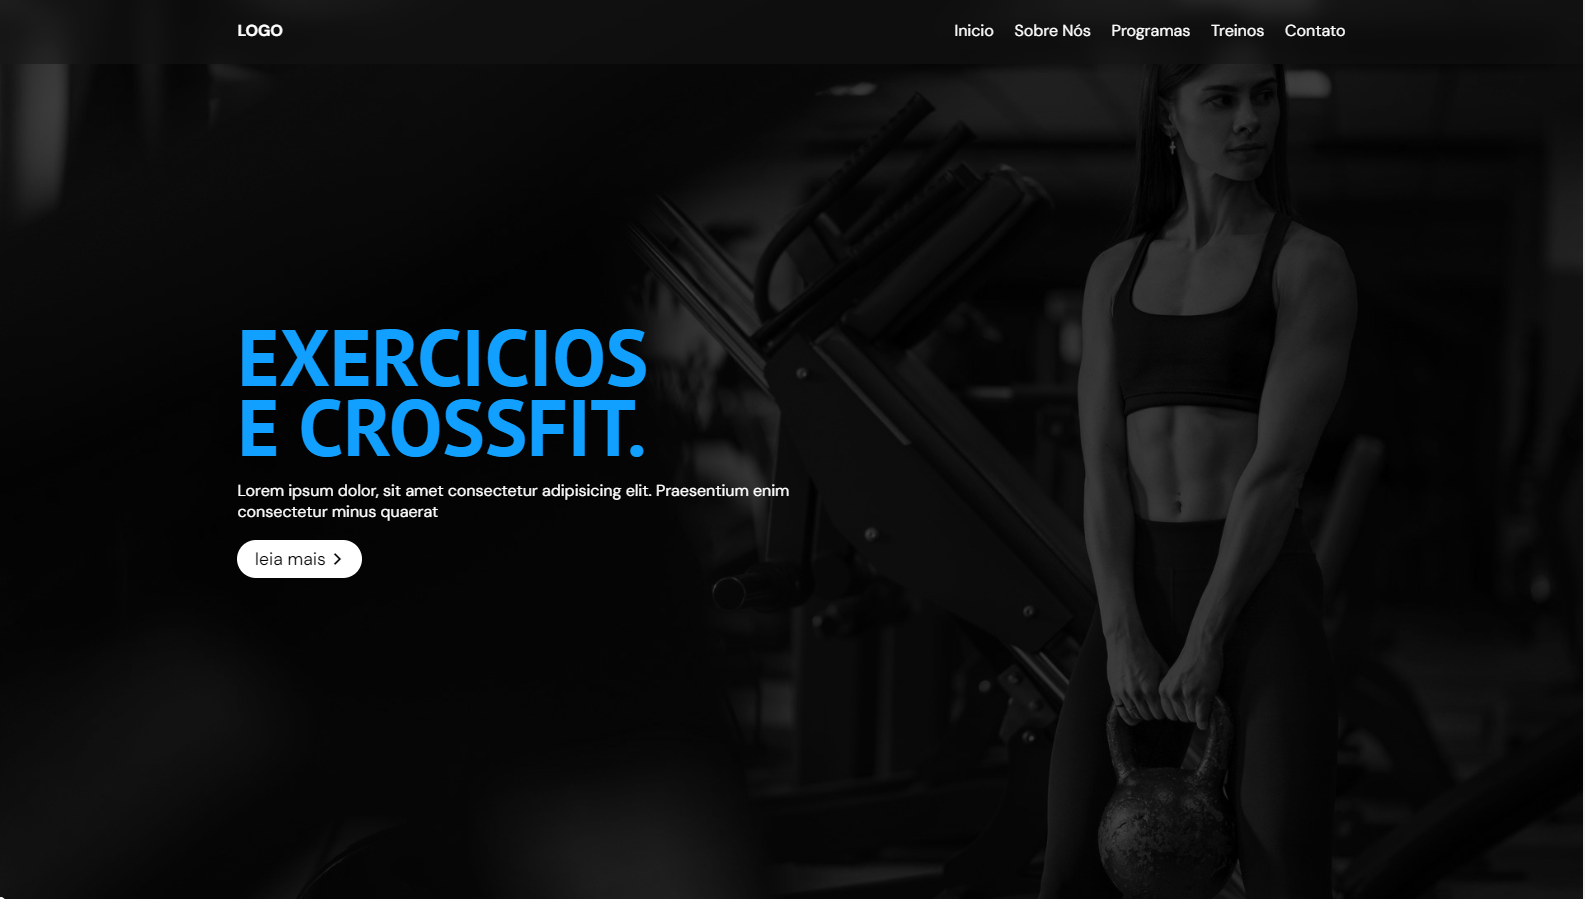 LOGO
Inicio Sobre Nós Programas Treinos Contato
EXERCICIOS
E CROSSFIT.
Lorem ipsum dolor, sit amet consectetur adipisicing elit. Praesentium enim
consectetur minus quaerat
leia mais